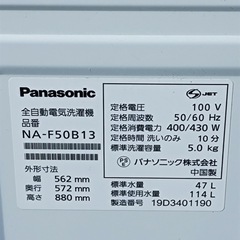 Panasonic
全自動電気洗濯機
品番
NA-F50B13
外形寸法
幅 562 mm
奥行 572 mm
高さ 880 mm
JET
定格電圧 100 V
定格周波数 50/60 Hz
定格消費電力 400/430 W
定格洗い時間 10分
標準洗濯容量 5.0 kg
パナソニック株式会社
中国製
標準水量 47 L
標準使用水量 114 L
製造番号 19D3401190